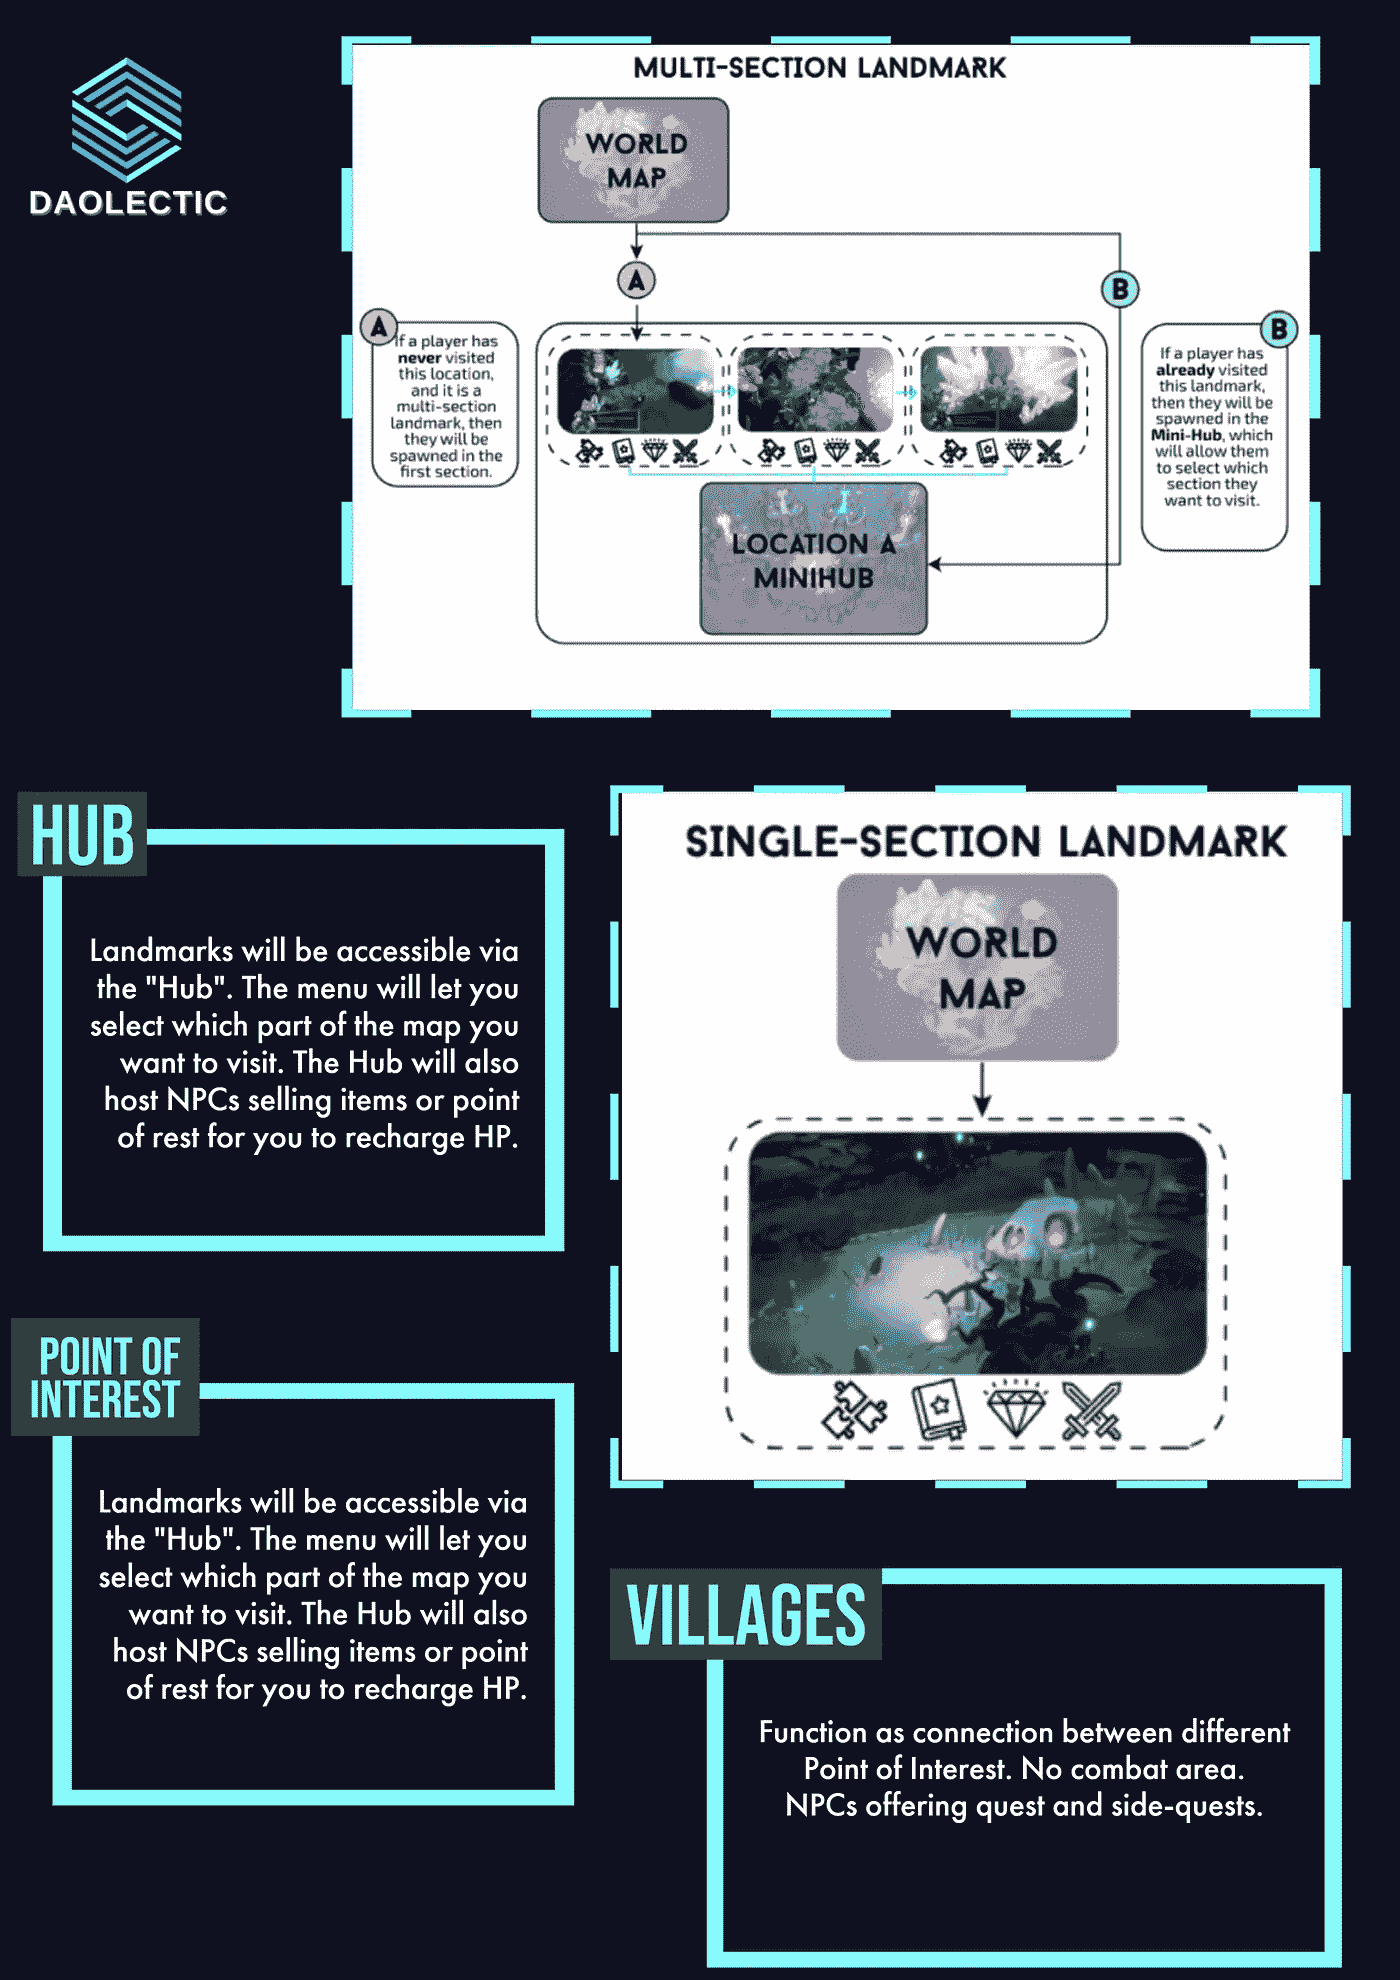 DAOLECTIC
MULTI-SECTION LANDMARK
WORLD
MAP
A
B
A
If a player has
never visited
this location,
and it is a
multi-section
landmark, then
they will be
spawned in the
first section.
B
If a player has
already visited
this landmark,
then they will be
spawned in the
Mini-Hub, which
will allow them
to select which
section they
want to visit.
LOCATION A
MINIHUB
HUB
Landmarks will be accessible via
the "Hub". The menu will let you
select which part of the map you
want to visit. The Hub will also
host NPCs selling items or point
of rest for you to recharge HP.
SINGLE-SECTION LANDMARK
WORLD
MAP
POINT OF
INTEREST
Landmarks will be accessible via
the "Hub". The menu will let you
select which part of the map you
want to visit. The Hub will also
host NPCs selling items or point
of rest for you to recharge HP.
VILLAGES
Function as connection between different
Point of Interest. No combat area.
NPCs offering quest and side-quests.